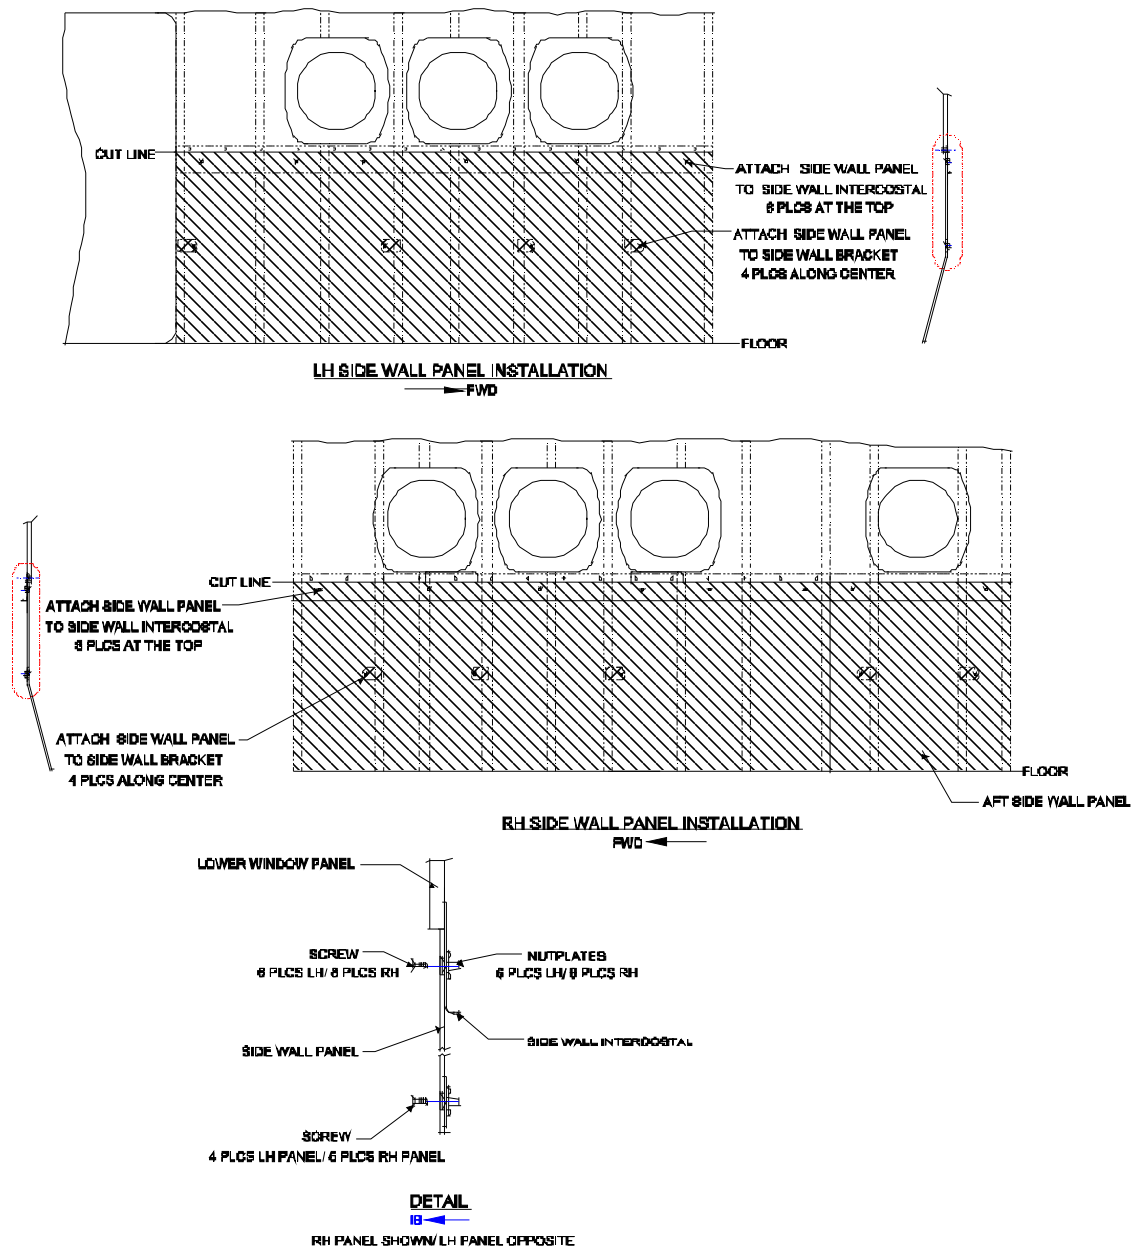 CUT LINE
ATTACH SIDE WALL PANEL
TO SIDE WALL INTERCOSTAL
6 PLCS AT THE TOP
ATTACH SIDE WALL PANEL
TO SIDE WALL BRACKET
4 PLCS ALONG CENTER
FLOOR
LH SIDE WALL PANEL INSTALLATION
FWD
CUT LINE
ATTACH SIDE WALL PANEL
TO SIDE WALL INTERCOSTAL
8 PLCS AT THE TOP
ATTACH SIDE WALL PANEL
TO SIDE WALL BRACKET
4 PLCS ALONG CENTER
FLOOR
AFT SIDE WALL PANEL
RH SIDE WALL PANEL INSTALLATION
FWD
LOWER WINDOW PANEL
SCREW
6 PLCS LH/ 8 PLCS RH
NUTPLATES
6 PLCS LH/ 8 PLCS RH
SIDE WALL PANEL
SIDE WALL INTERCOSTAL
SCREW
4 PLCS LH PANEL/ 5 PLCS RH PANEL
DETAIL
IB
RH PANEL SHOWN/ LH PANEL OPPOSITE